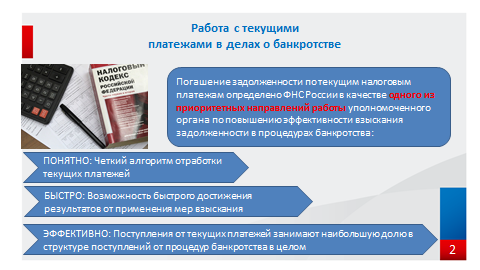 Работа с текущими
платежами в делах о банкротстве
НАЛОГОВЫЙ
КОДЕКС
РОССИЙСКОЙ
ФЕДЕРАЦИИ
Погашение задолженности по текущим налоговым
платежам определено ФНС России в качестве одного из
приоритетных направлений работы уполномоченного
органа по повышению эффективности взыскания
задолженности в процедурах банкротства:
ПОНЯТНО: Четкий алгоритм отработки
текущих платежей
БЫСТРО: Возможность быстрого достижения
результатов от применения мер взыскания
ЭФФЕКТИВНО: Поступления от текущих платежей занимают наибольшую долю в
структуре поступлений от процедур банкротства в целом
2